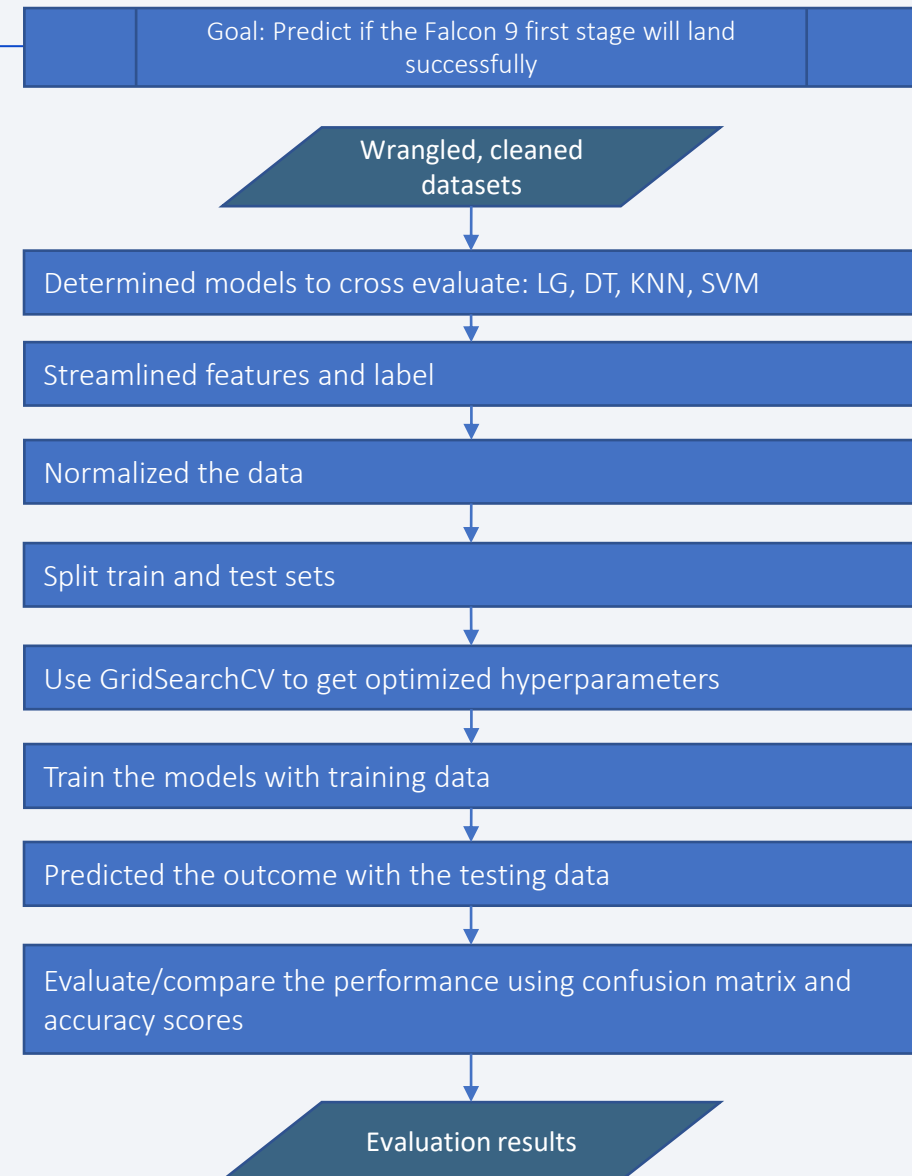 Goal: Predict if the Falcon 9 first stage will land
successfully
Wrangled, cleaned
datasets
Determined models to cross evaluate: LG, DT, KNN, SVM
Streamlined features and label
Normalized the data
Split train and test sets
Use GridSearchCV to get optimized hyperparameters
Train the models with training data
Predicted the outcome with the testing data
Evaluate/compare the performance using confusion matrix and
accuracy scores
Evaluation results